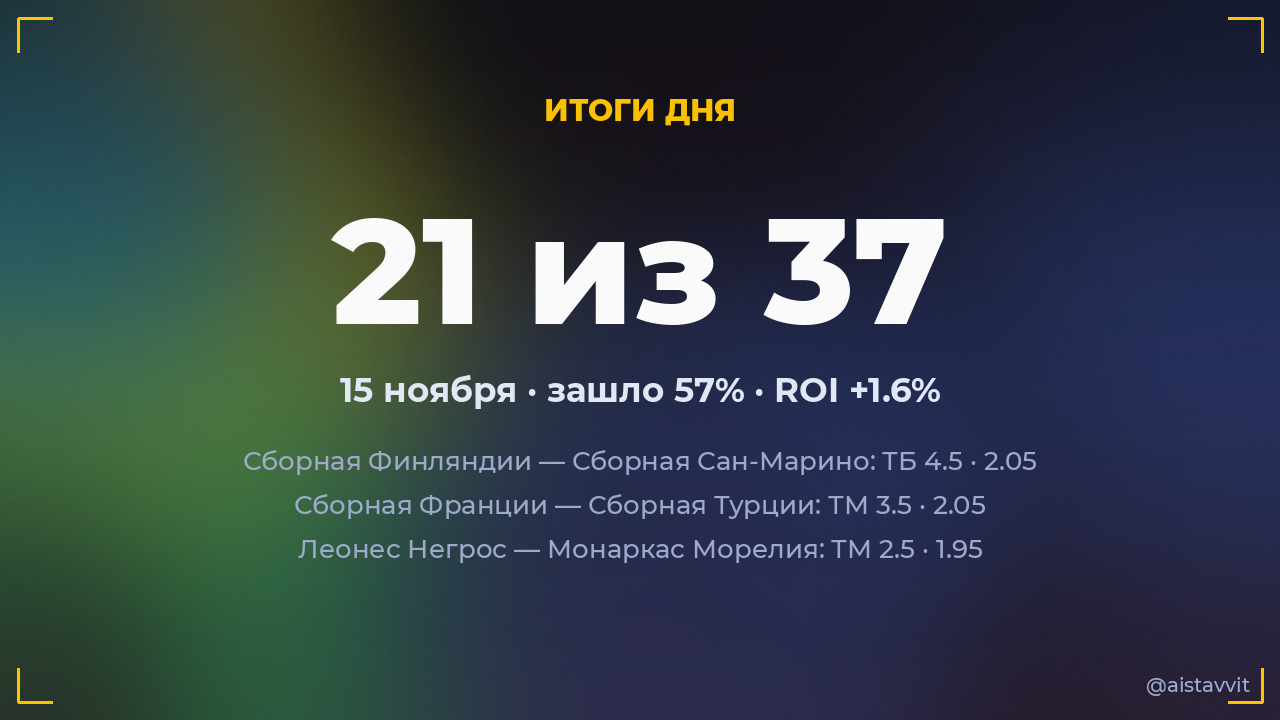 ИТОГИ ДНЯ
21 из 37
15 ноября · зашло 57% · ROI +1.6%
Сборная Финляндии — Сборная Сан-Марино: ТБ 4.5 · 2.05
Сборная Франции — Сборная Турции: ТМ 3.5 · 2.05
Леонес Негрос — Монаркас Морелия: ТМ 2.5 · 1.95
@aistavvit